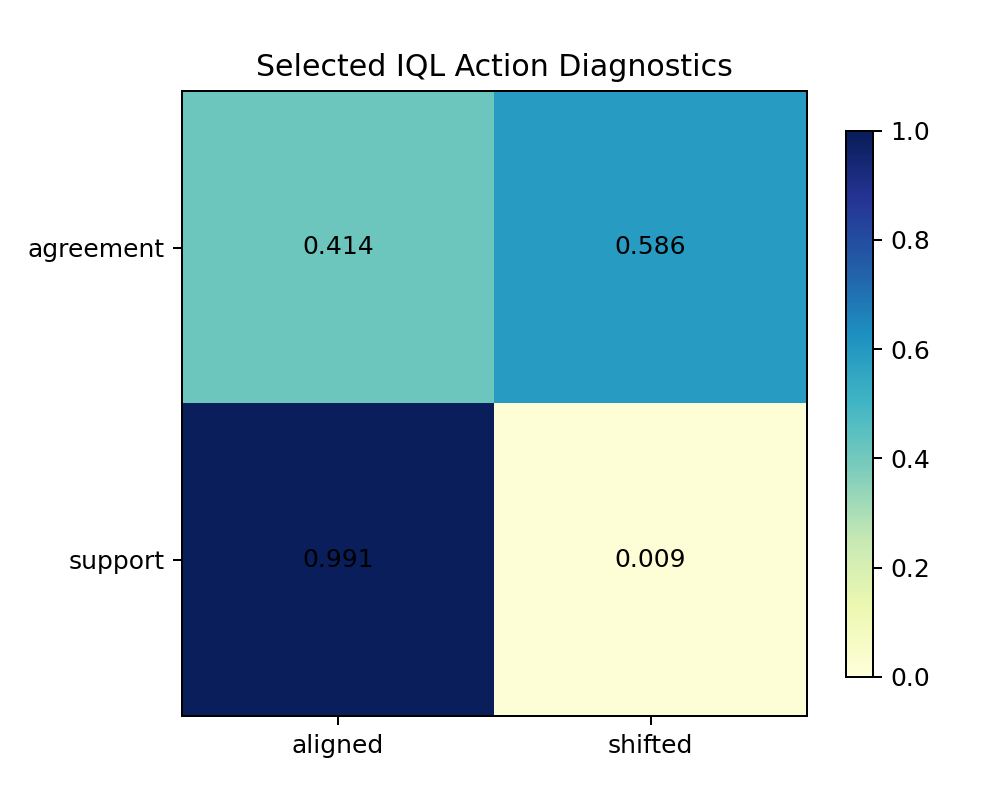 Selected IQL Action Diagnostics
agreement
0.414
0.586
support
0.991
0.009
aligned
shifted
1.0
0.8
0.6
0.4
0.2
0.0